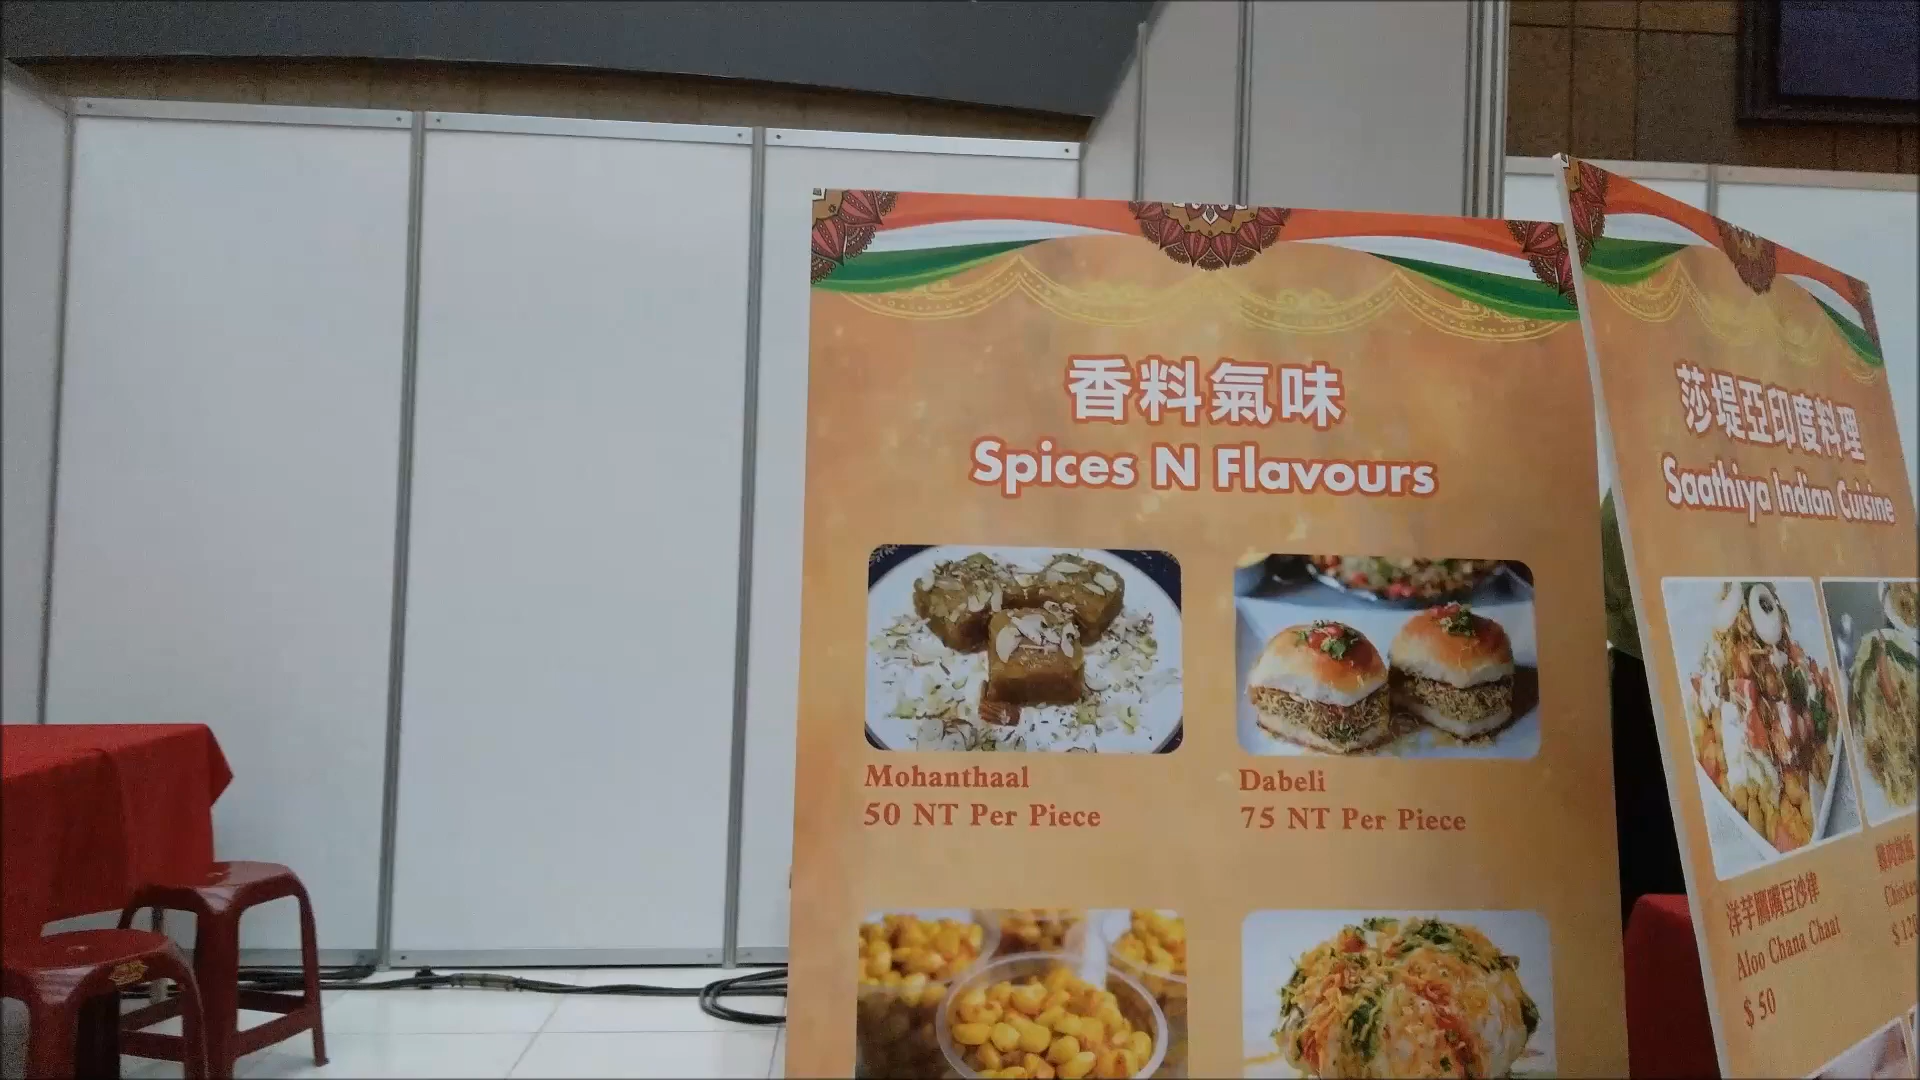 香料氣味
Spices N Flavours
Mohanthaal
50 NT Per Piece
Dabeli
75 NT Per Piece
莎堤亞印度料理
Saathiya Indian Cuisine
洋芋鷹嘴豆沙律
Aloo Chana Chaat
$ 50